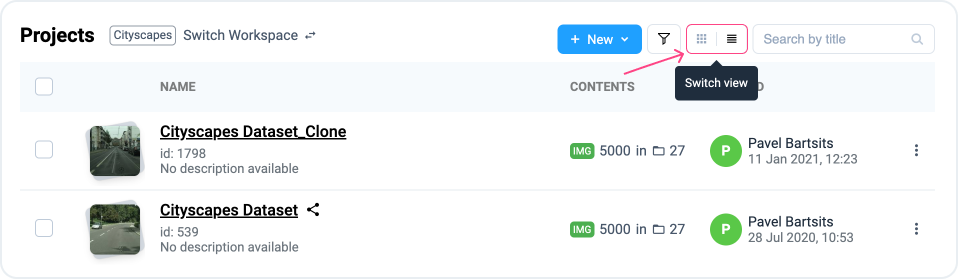 Projects Cityscapes Switch Workspace + New Search by title
Switch view
NAME CONTENTS D
Cityscapes Dataset_Clone
id: 1798
No description available
IMG 5000 in 27
P Pavel Bartsits
11 Jan 2021, 12:23
Cityscapes Dataset
id: 539
No description available
IMG 5000 in 27
P Pavel Bartsits
28 Jul 2020, 10:53